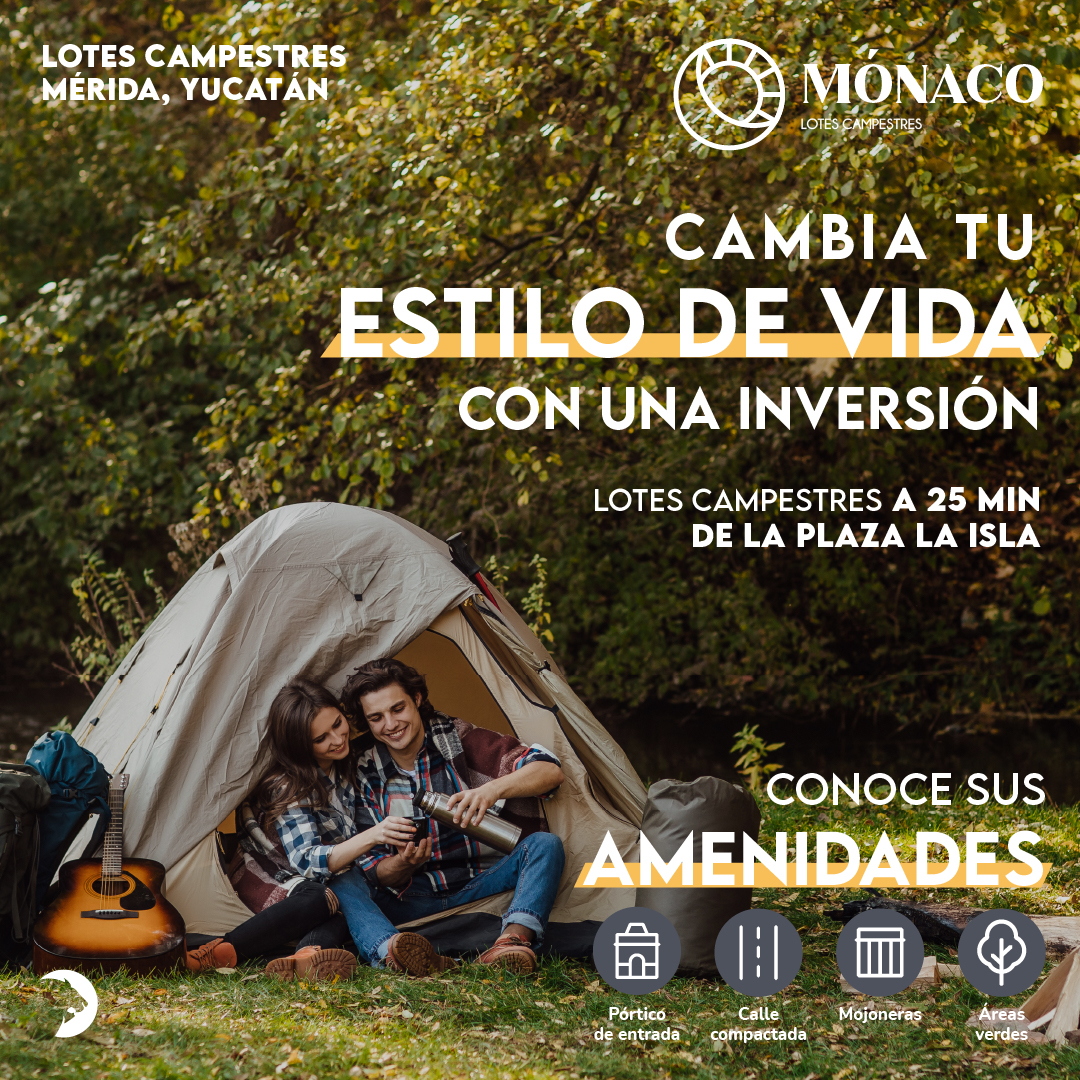 LOTES CAMPESTRES
MÉRIDA, YUCATÁN
MÓNACO
LOTES CAMPESTRES
CAMBIA TU
ESTILO DE VIDA
CON UNA INVERSIÓN
LOTES CAMPESTRES A 25 MIN
DE LA PLAZA LA ISLA
CONOCE SUS
AMENIDADES
Pórtico
de entrada
Calle
compactada
Mojoneras
Áreas
verdes